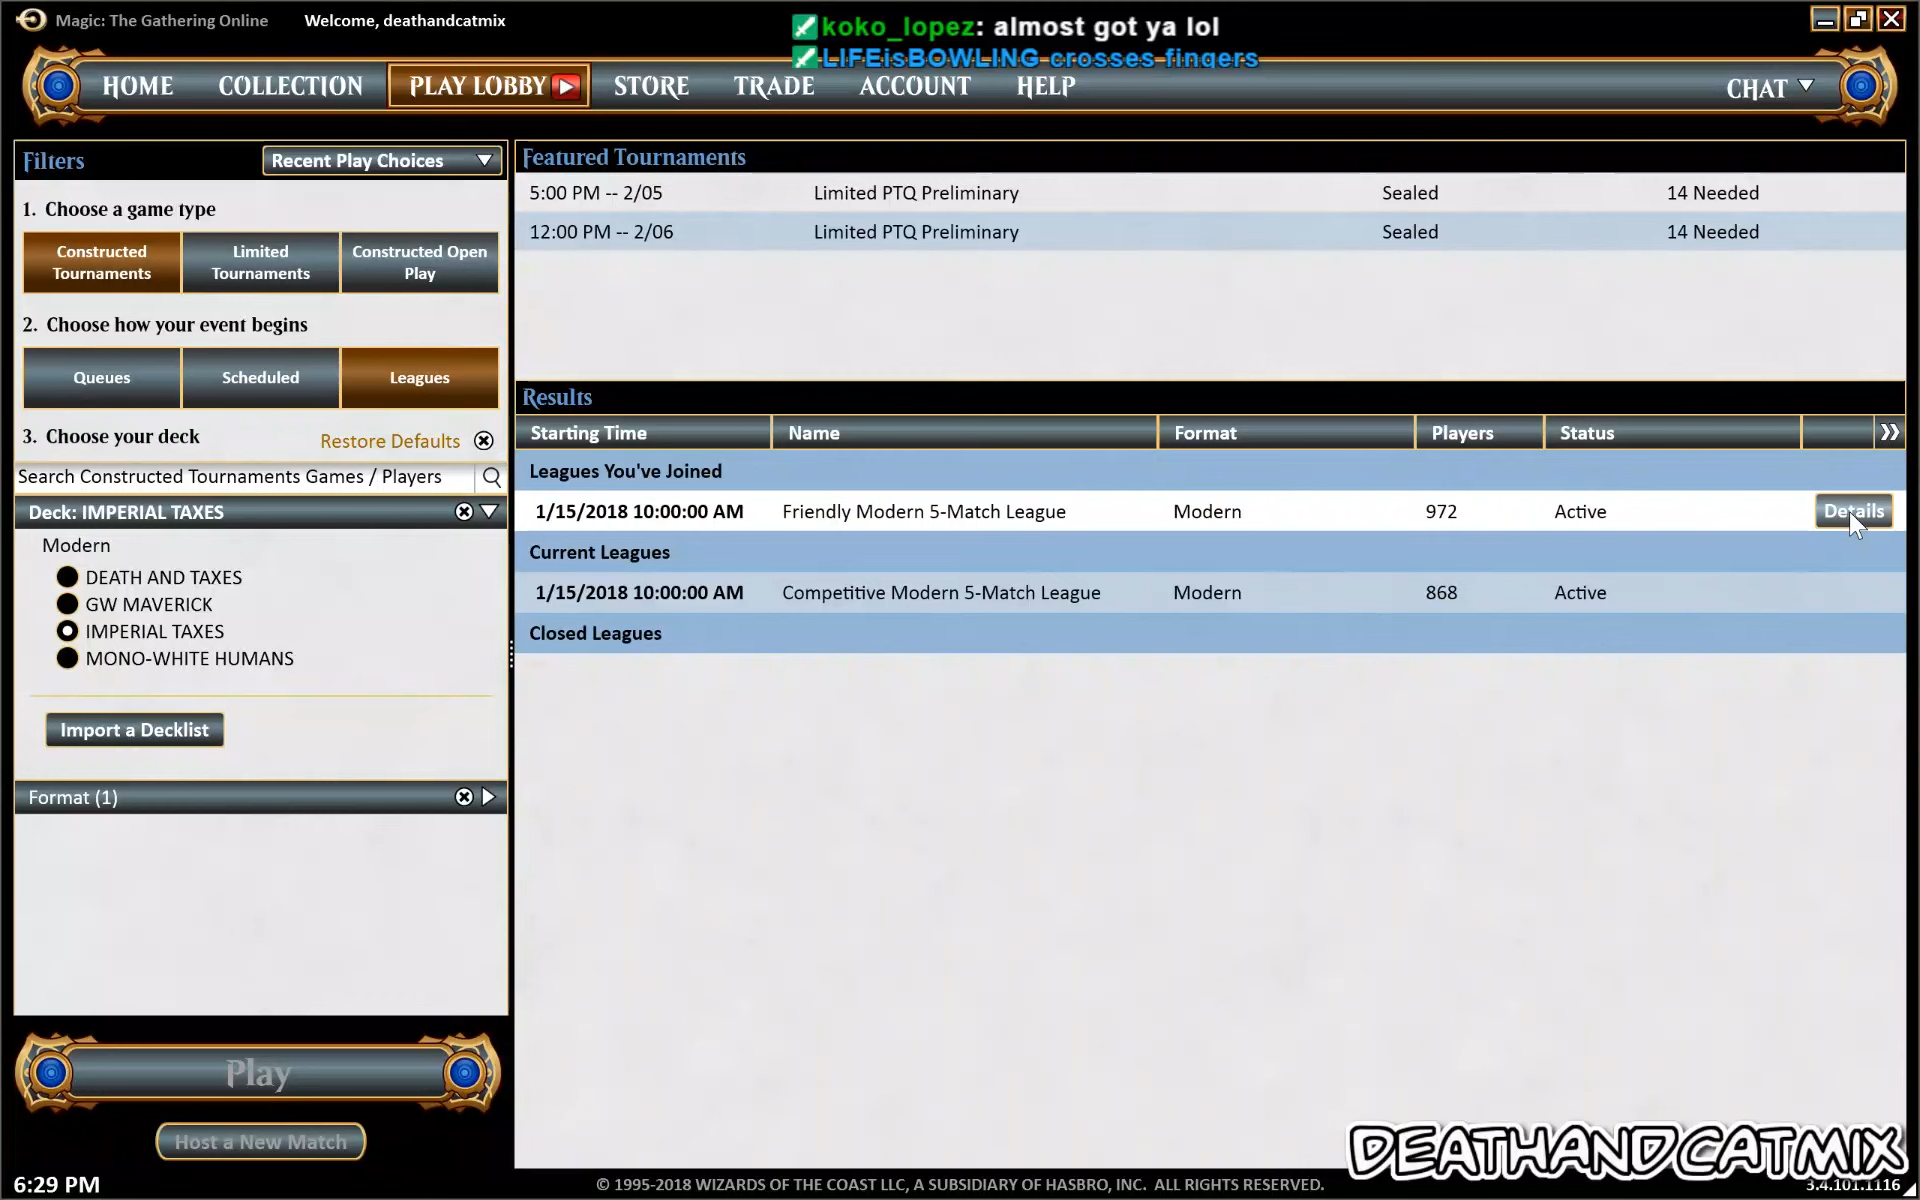 Magic: The Gathering Online
Welcome, deathandcatmix
koko_lopez: almost got ya lol
LIFEisBOWLING crosses fingers
HOME
COLLECTION
PLAY LOBBY
STORE
TRADE
ACCOUNT
HELP
CHAT
Filters
Recent Play Choices
1. Choose a game type
Constructed Tournaments
Limited Tournaments
Constructed Open Play
2. Choose how your event begins
Queues
Scheduled
Leagues
3. Choose your deck
Restore Defaults
Search Constructed Tournaments Games / Players
Deck: IMPERIAL TAXES
Modern
DEATH AND TAXES
GW MAVERICK
IMPERIAL TAXES
MONO-WHITE HUMANS
Import a Decklist
Format (1)
Play
Host a New Match
6:29 PM
Featured Tournaments
5:00 PM -- 2/05 Limited PTQ Preliminary Sealed 14 Needed
12:00 PM -- 2/06 Limited PTQ Preliminary Sealed 14 Needed
Results
Starting Time Name Format Players Status
Leagues You've Joined
1/15/2018 10:00:00 AM Friendly Modern 5-Match League Modern 972 Active Details
Current Leagues
1/15/2018 10:00:00 AM Competitive Modern 5-Match League Modern 868 Active
Closed Leagues
DEATHANDCATMIX
© 1995-2018 WIZARDS OF THE COAST LLC, A SUBSIDIARY OF HASBRO, INC. ALL RIGHTS RESERVED.
3.4.101.1116